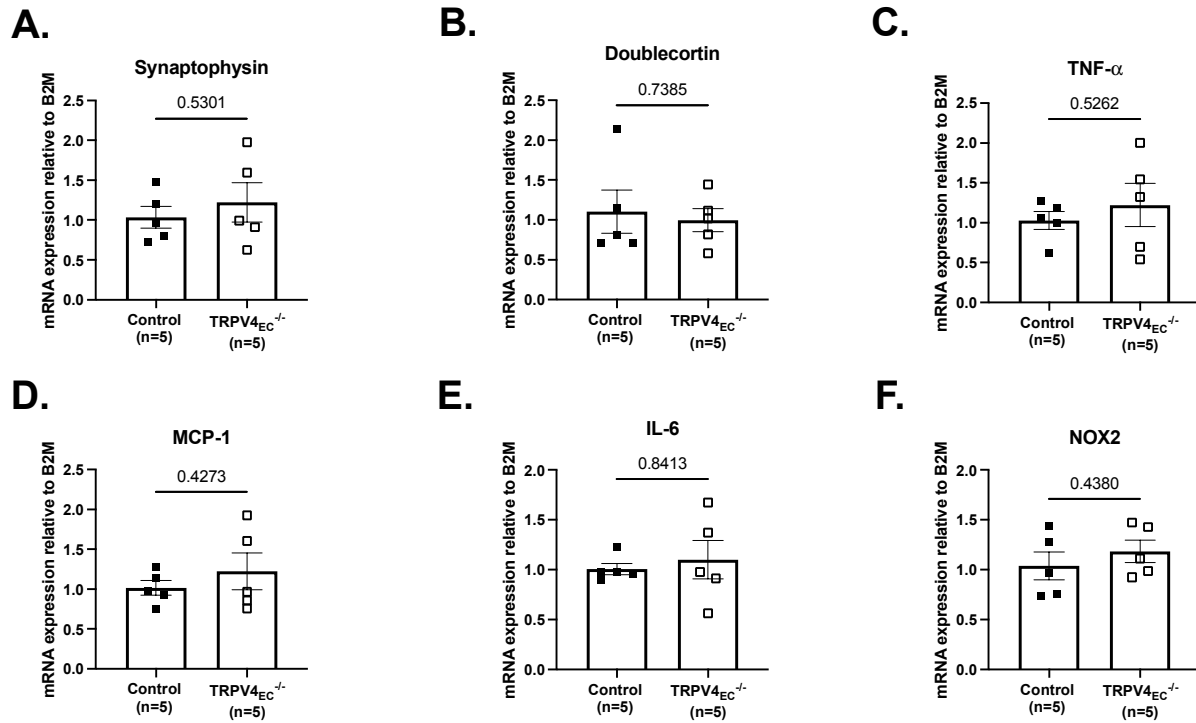 A.
Synaptophysin
mRNA expression relative to B2M
2.5
2.0
1.5
1.0
0.5
0.0
0.5301
Control
(n=5)
TRPV4EC-/-
(n=5)
B.
Doublecortin
mRNA expression relative to B2M
2.5
2.0
1.5
1.0
0.5
0.0
0.7385
Control
(n=5)
TRPV4EC-/-
(n=5)
C.
TNF-α
mRNA expression relative to B2M
2.5
2.0
1.5
1.0
0.5
0.0
0.5262
Control
(n=5)
TRPV4EC-/-
(n=5)
D.
MCP-1
mRNA expression relative to B2M
2.5
2.0
1.5
1.0
0.5
0.0
0.4273
Control
(n=5)
TRPV4EC-/-
(n=5)
E.
IL-6
mRNA expression relative to B2M
2.0
1.5
1.0
0.5
0.0
0.8413
Control
(n=5)
TRPV4EC-/-
(n=5)
F.
NOX2
mRNA expression relative to B2M
2.0
1.5
1.0
0.5
0.0
0.4380
Control
(n=5)
TRPV4EC-/-
(n=5)